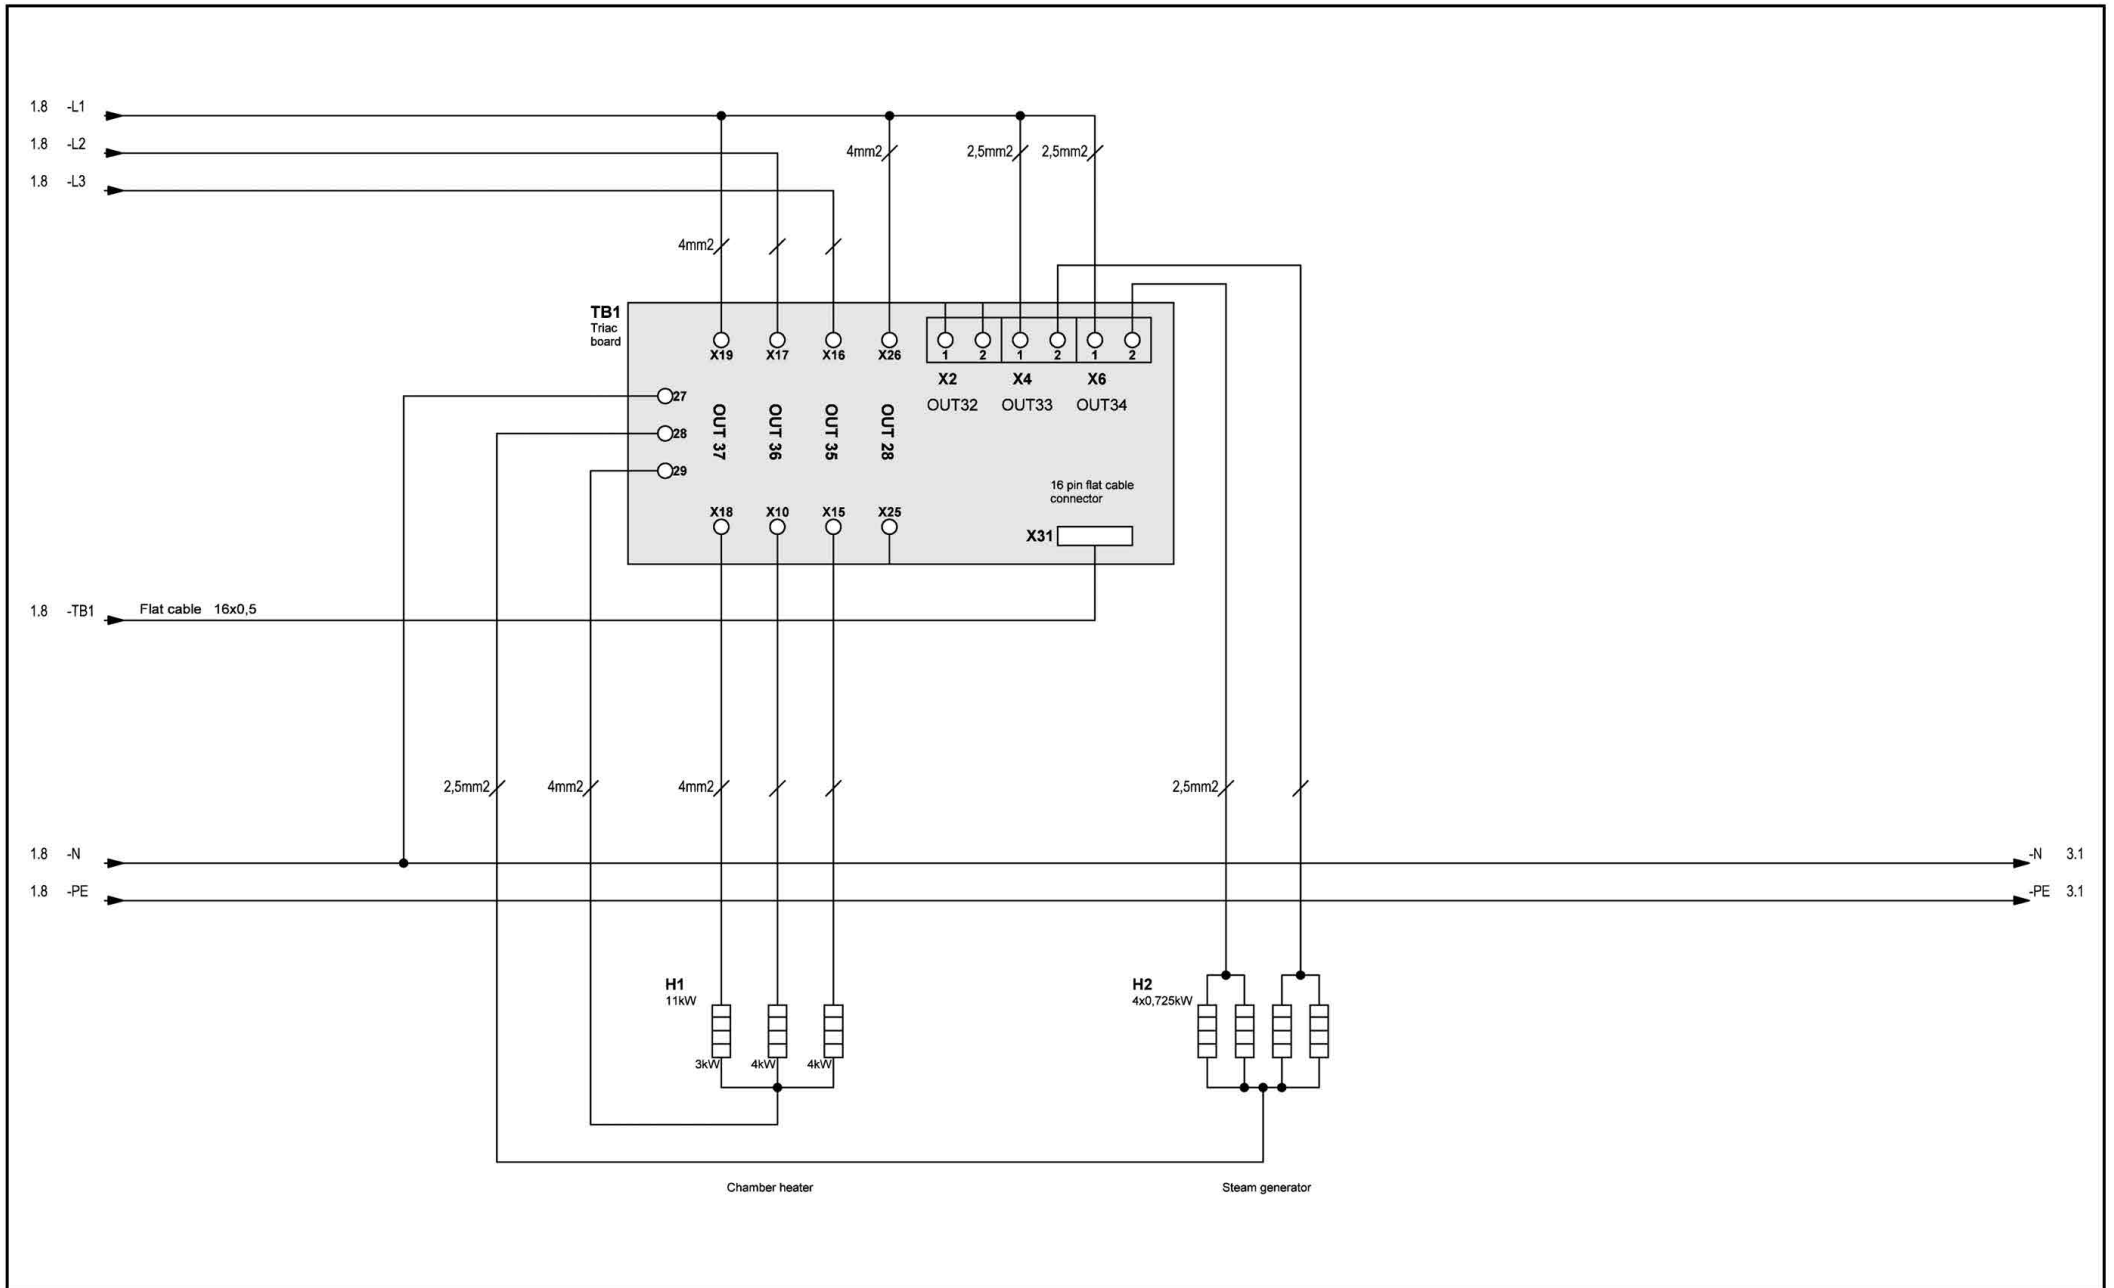 1.8 -L1
1.8 -L2
1.8 -L3
4mm2
2,5mm2
2,5mm2
4mm2
TB1
Triac
board
X19
X17
X16
X26
1
2
1
2
1
2
X2
X4
X6
OUT32
OUT33
OUT34
27
28
29
OUT 37
OUT 36
OUT 35
OUT 28
16 pin flat cable
connector
X18
X10
X15
X25
X31
1.8 -TB1
Flat cable 16x0,5
2,5mm2
4mm2
4mm2
2,5mm2
1.8 -N
-N 3.1
1.8 -PE
-PE 3.1
H1
11kW
3kW
4kW
4kW
H2
4x0,725kW
Chamber heater
Steam generator